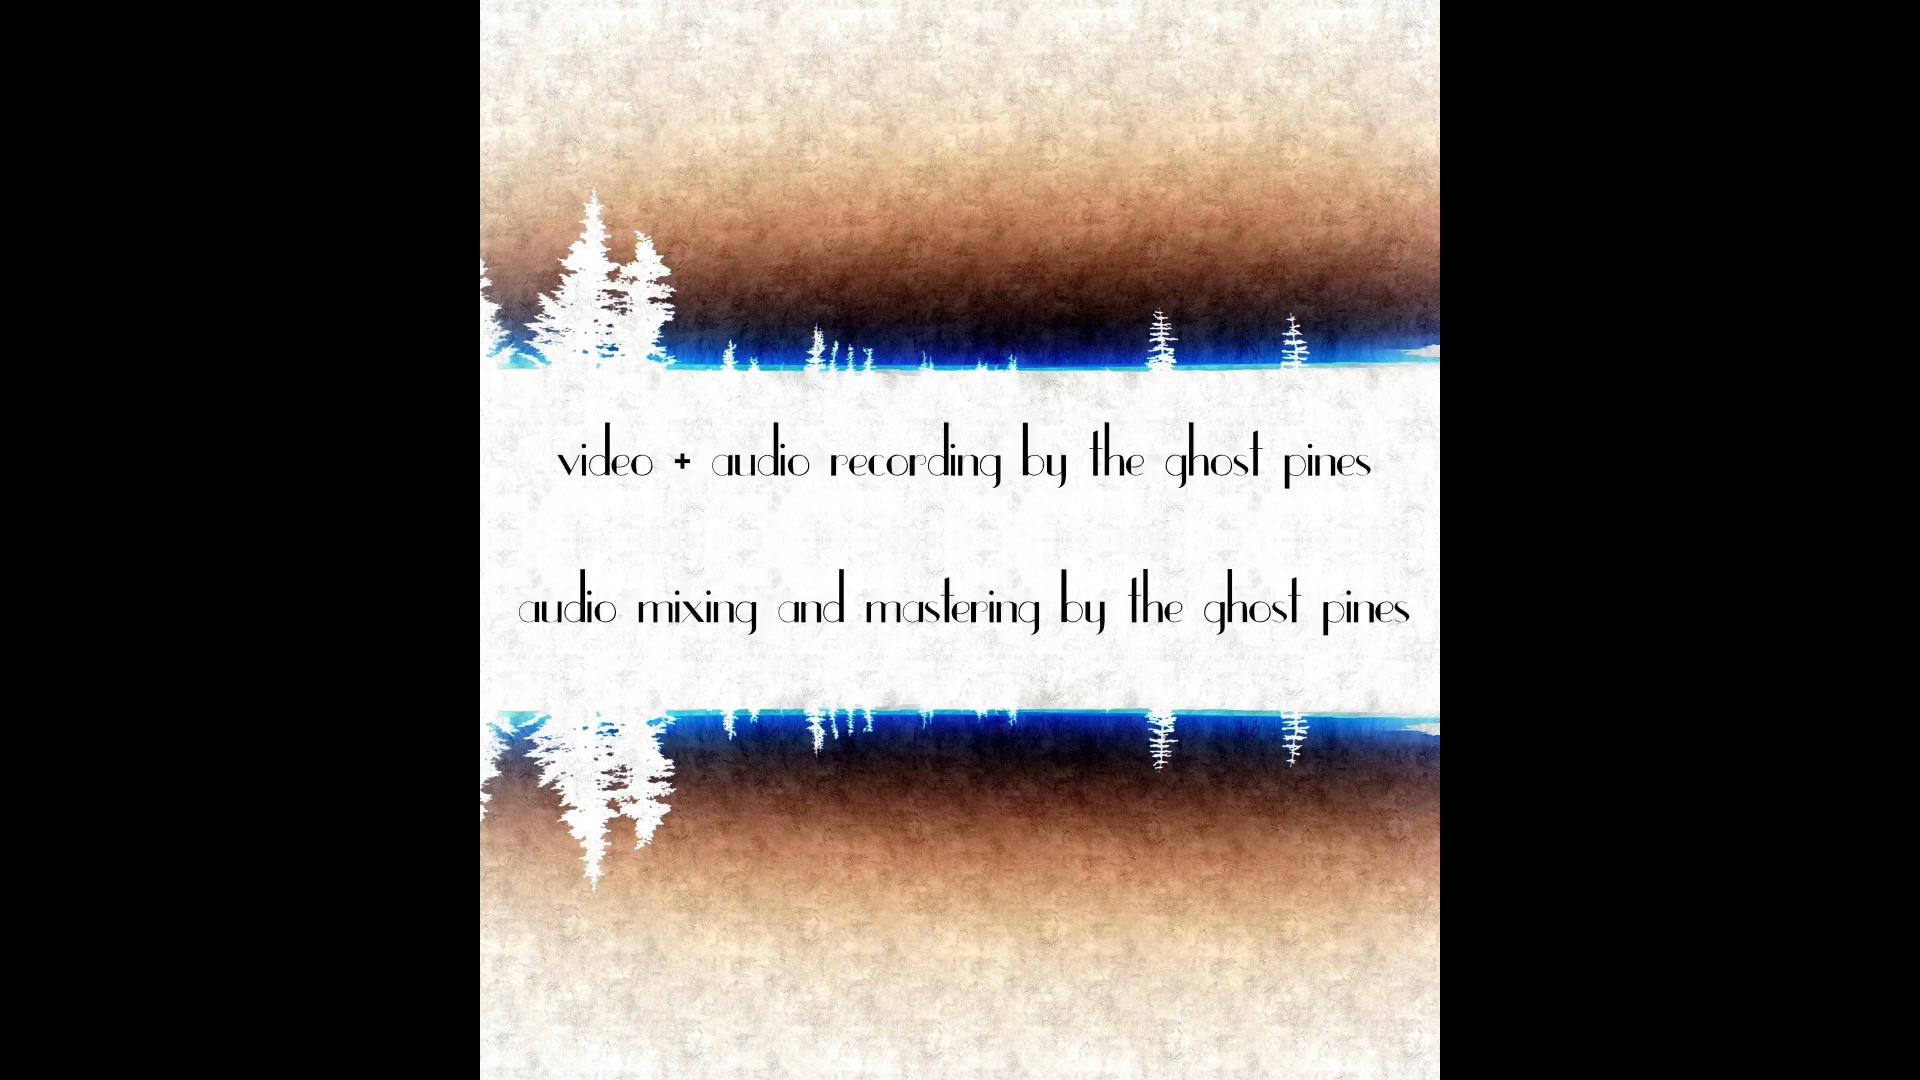 video + audio recording by the ghost pines
audio mixing and mastering by the ghost pines